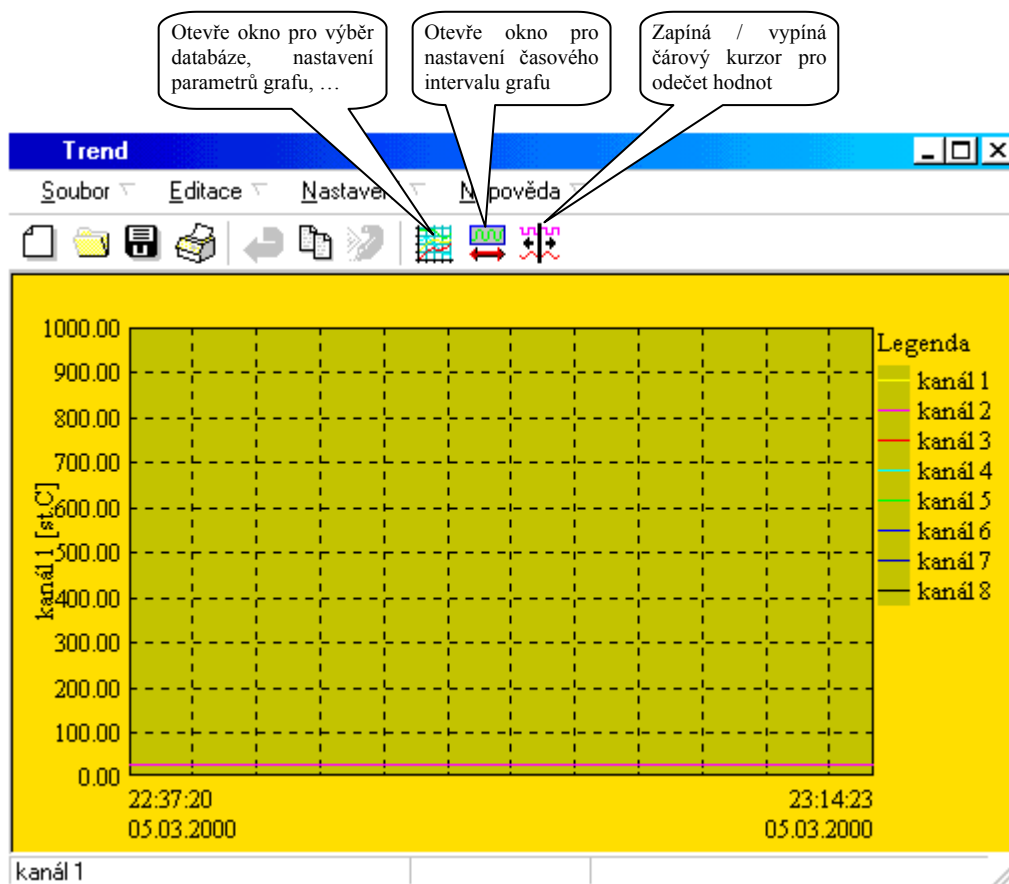 Otevře okno pro výběr
databáze, nastavení
parametrů grafu, …
Otevře okno pro
nastavení časového
intervalu grafu
Zapíná / vypíná
čárový kurzor pro
odečet hodnot
Trend
Soubor Editace Nastavení Nápověda
1000.00
900.00
800.00
700.00
600.00
500.00
400.00
300.00
200.00
100.00
0.00
kanál 1 [st.C]
22:37:20
05.03.2000
23:14:23
05.03.2000
Legenda
kanál 1
kanál 2
kanál 3
kanál 4
kanál 5
kanál 6
kanál 7
kanál 8
kanál 1